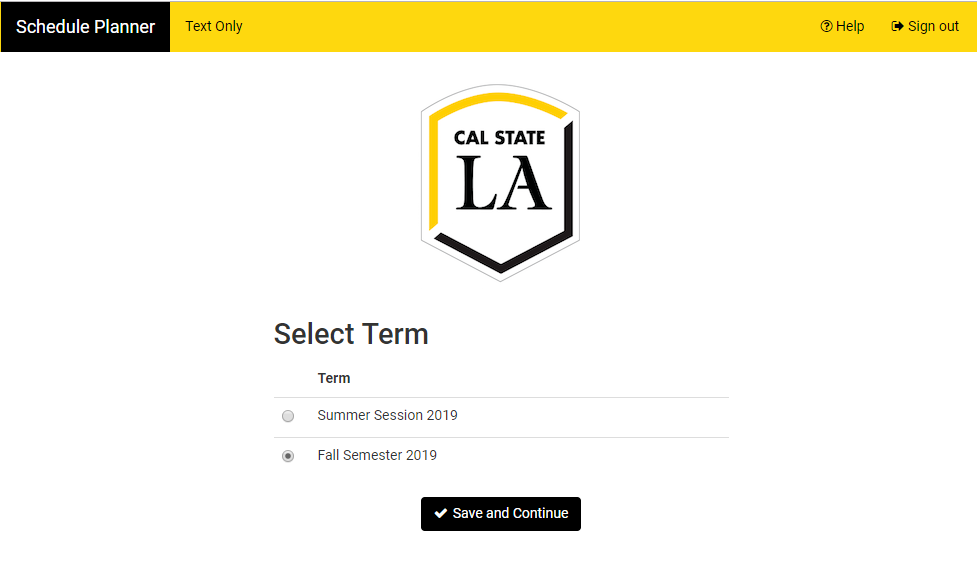 Schedule Planner Text Only Help Sign out
CAL STATE
LA
Select Term
Term
Summer Session 2019
Fall Semester 2019
Save and Continue